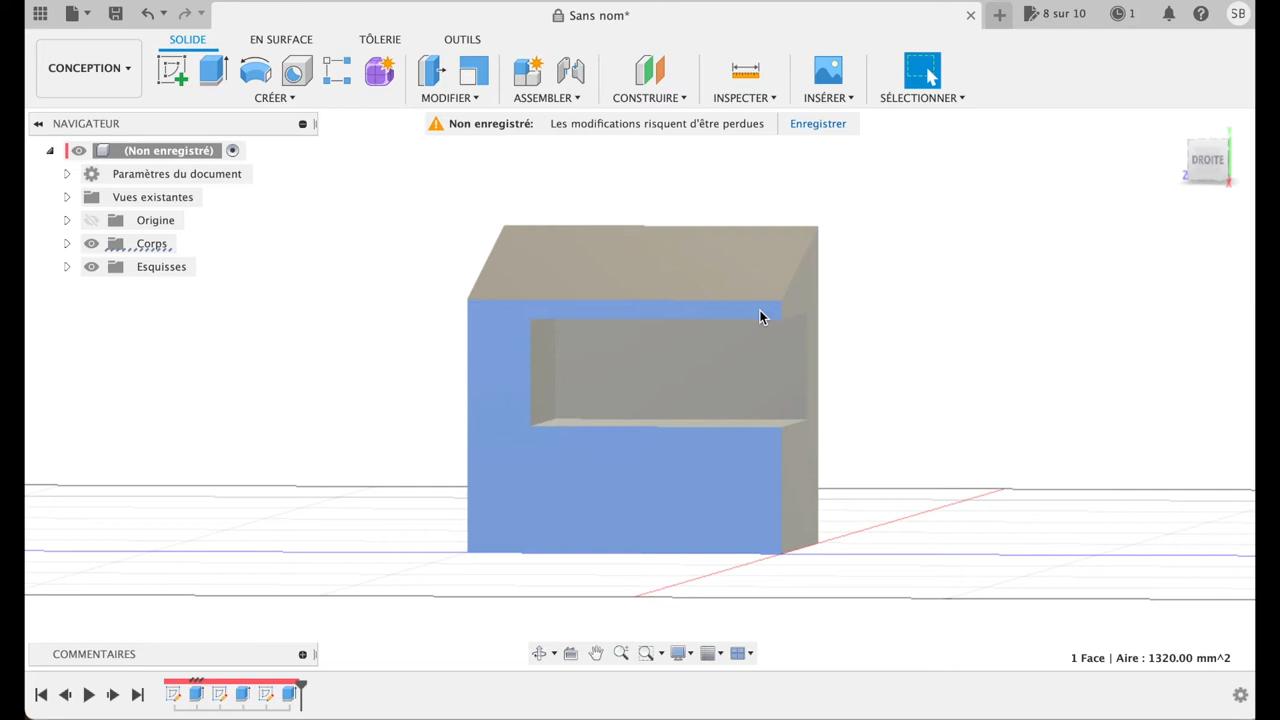 Sans nom*
8 sur 10
1
SB
SOLIDE
EN SURFACE
TÔLERIE
OUTILS
CONCEPTION
CRÉER
MODIFIER
ASSEMBLER
CONSTRUIRE
INSPECTER
INSÉRER
SÉLECTIONNER
NAVIGATEUR
Non enregistré: Les modifications risquent d'être perdues Enregistrer
(Non enregistré)
DROITE
Z
X
Paramètres du document
Vues existantes
Origine
Corps
Esquisses
COMMENTAIRES
1 Face | Aire : 1320.00 mm^2